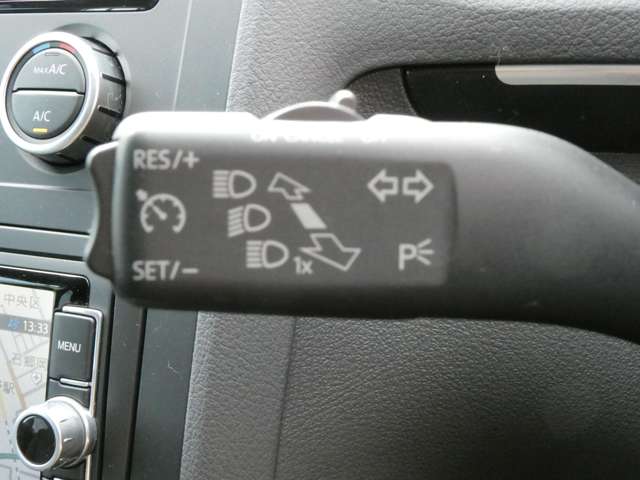 MAX A/C
A/C
RES/+
SET/−
1x
P
中央区
13:33
MENU